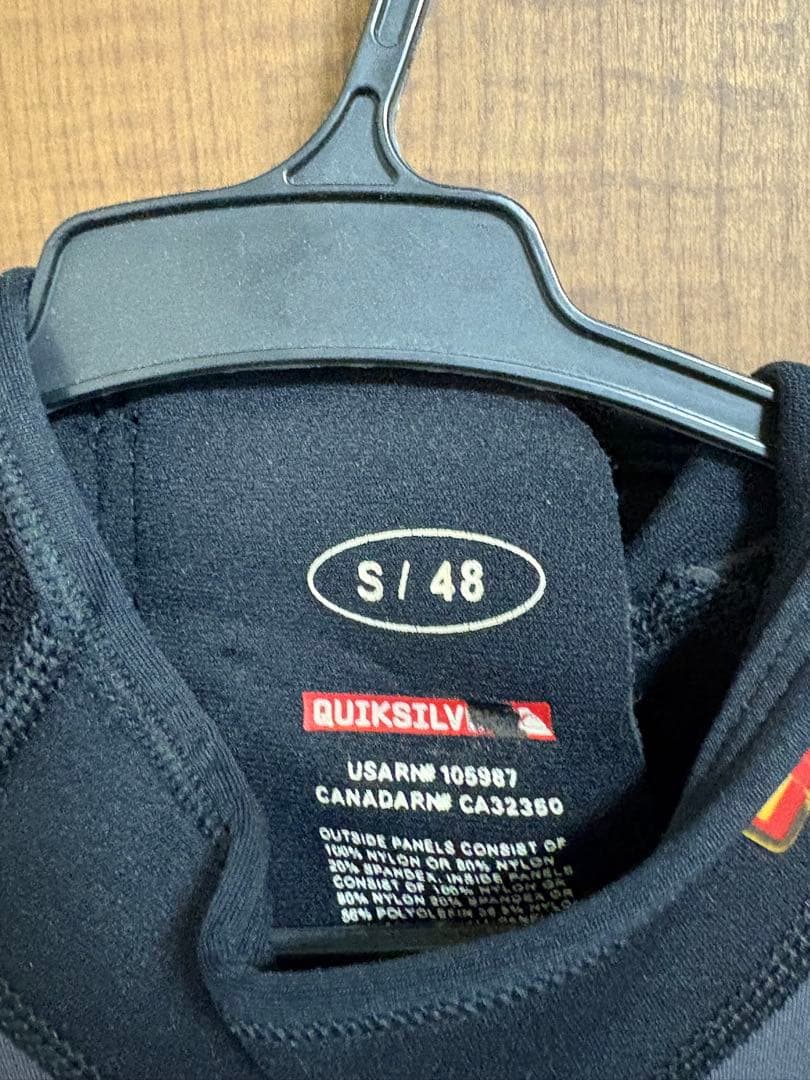 S / 48
QUIKSILV
USARN# 105987
CANADARN# CA32350
OUTSIDE PANELS CONSIST OF
100% NYLON OR 80% NYLON
20% SPANDEX. INSIDE PANELS
CONSIST OF 100% NYLON OR
80% NYLON 20% SPANDEX OR